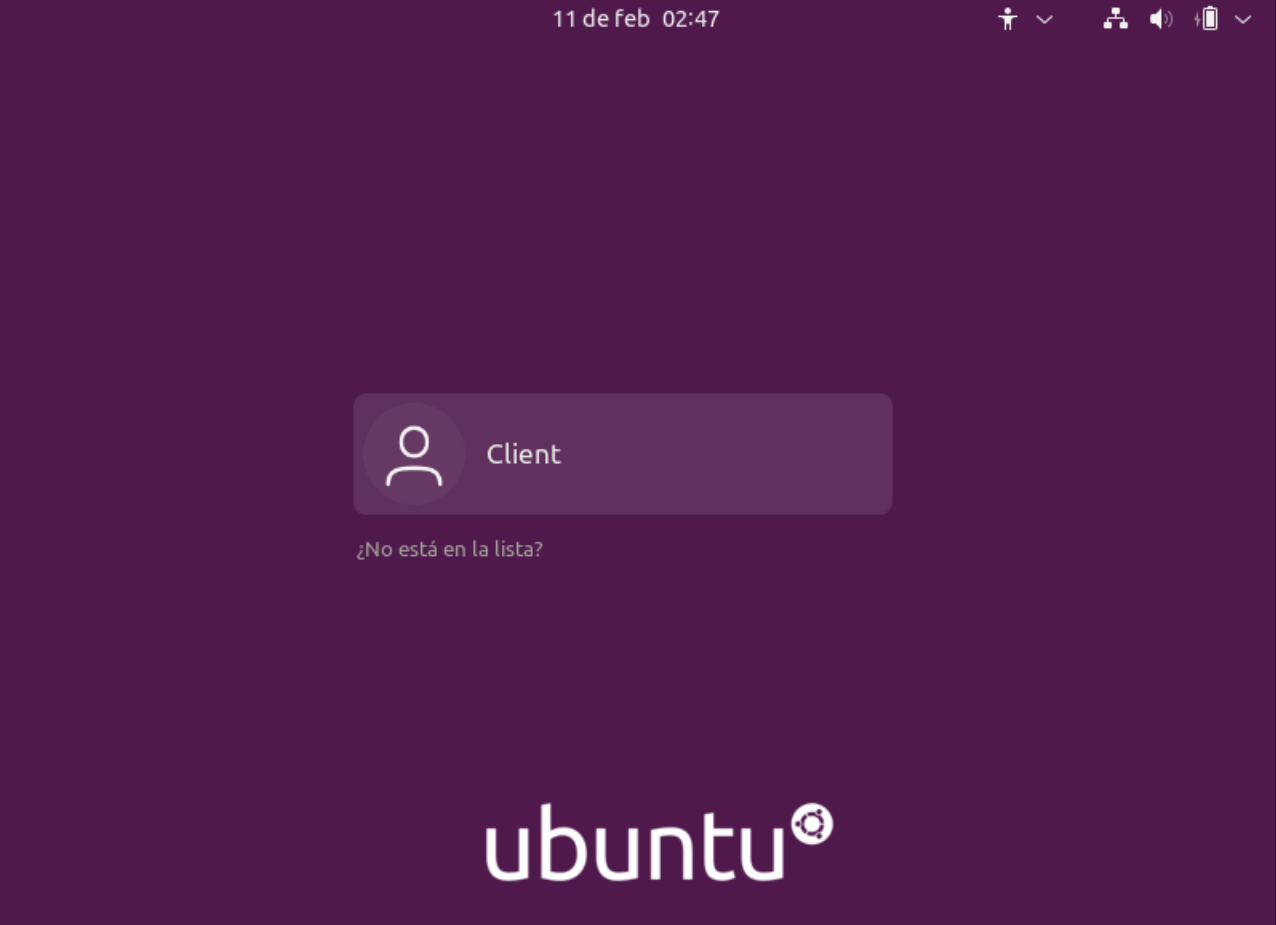 11 de feb 02:47
Client
¿No está en la lista?
ubuntu